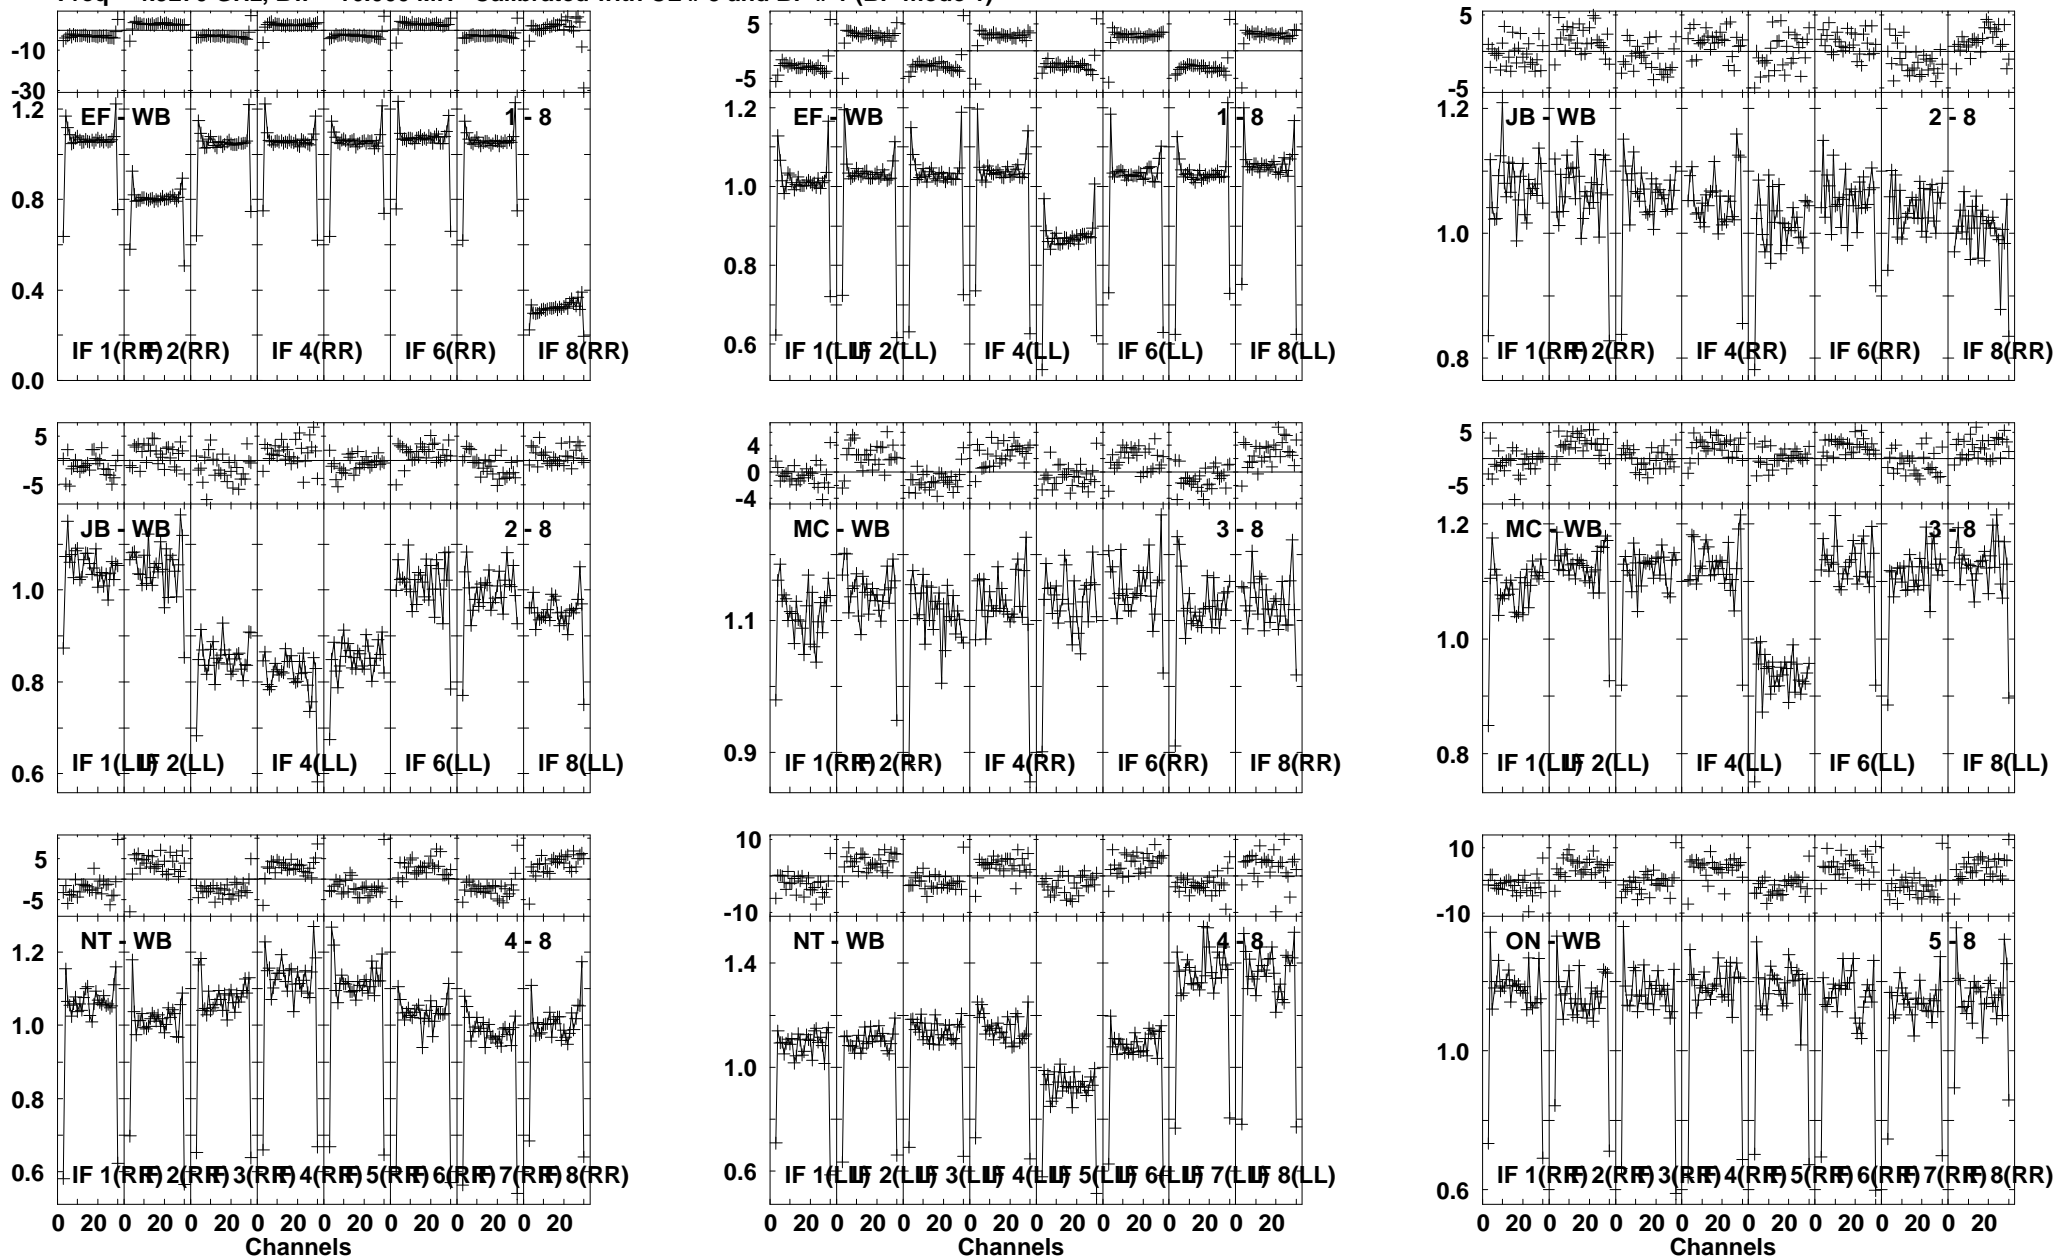 -10
-30
1.2
0.8
0.4
0.0
EF - WB 1 - 8
IF 1(RR) IF 2(RR) IF 4(RR) IF 6(RR) IF 8(RR)
5
-5
1.2
1.0
0.8
0.6
EF - WB 1 - 8
IF 1(LL) IF 2(LL) IF 4(LL) IF 6(LL) IF 8(LL)
5
-5
1.2
1.0
0.8
JB - WB 2 - 8
IF 1(RR) IF 2(RR) IF 4(RR) IF 6(RR) IF 8(RR)
5
-5
1.0
0.8
0.6
JB - WB 2 - 8
IF 1(LL) IF 2(LL) IF 4(LL) IF 6(LL) IF 8(LL)
4
0
-4
1.1
0.9
MC - WB 3 - 8
IF 1(RR) IF 2(RR) IF 4(RR) IF 6(RR) IF 8(RR)
5
-5
1.2
1.0
0.8
MC - WB 3 - 8
IF 1(LL) IF 2(LL) IF 4(LL) IF 6(LL) IF 8(LL)
5
-5
1.2
1.0
0.8
0.6
NT - WB 4 - 8
IF 1(RR) IF 2(RR) IF 3(RR) IF 4(RR) IF 5(RR) IF 6(RR) IF 7(RR) IF 8(RR)
0 20 0 20 0 20 0 20 0 20 0 20 0 20 0 20
Channels
10
-10
1.4
1.0
0.6
NT - WB 4 - 8
IF 1(LL) IF 2(LL) IF 3(LL) IF 4(LL) IF 5(LL) IF 6(LL) IF 7(LL) IF 8(LL)
0 20 0 20 0 20 0 20 0 20 0 20 0 20 0 20
Channels
10
-10
1.0
0.6
ON - WB 5 - 8
IF 1(RR) IF 2(RR) IF 3(RR) IF 4(RR) IF 5(RR) IF 6(RR) IF 7(RR) IF 8(RR)
0 20 0 20 0 20 0 20 0 20 0 20 0 20 0 20
Channels